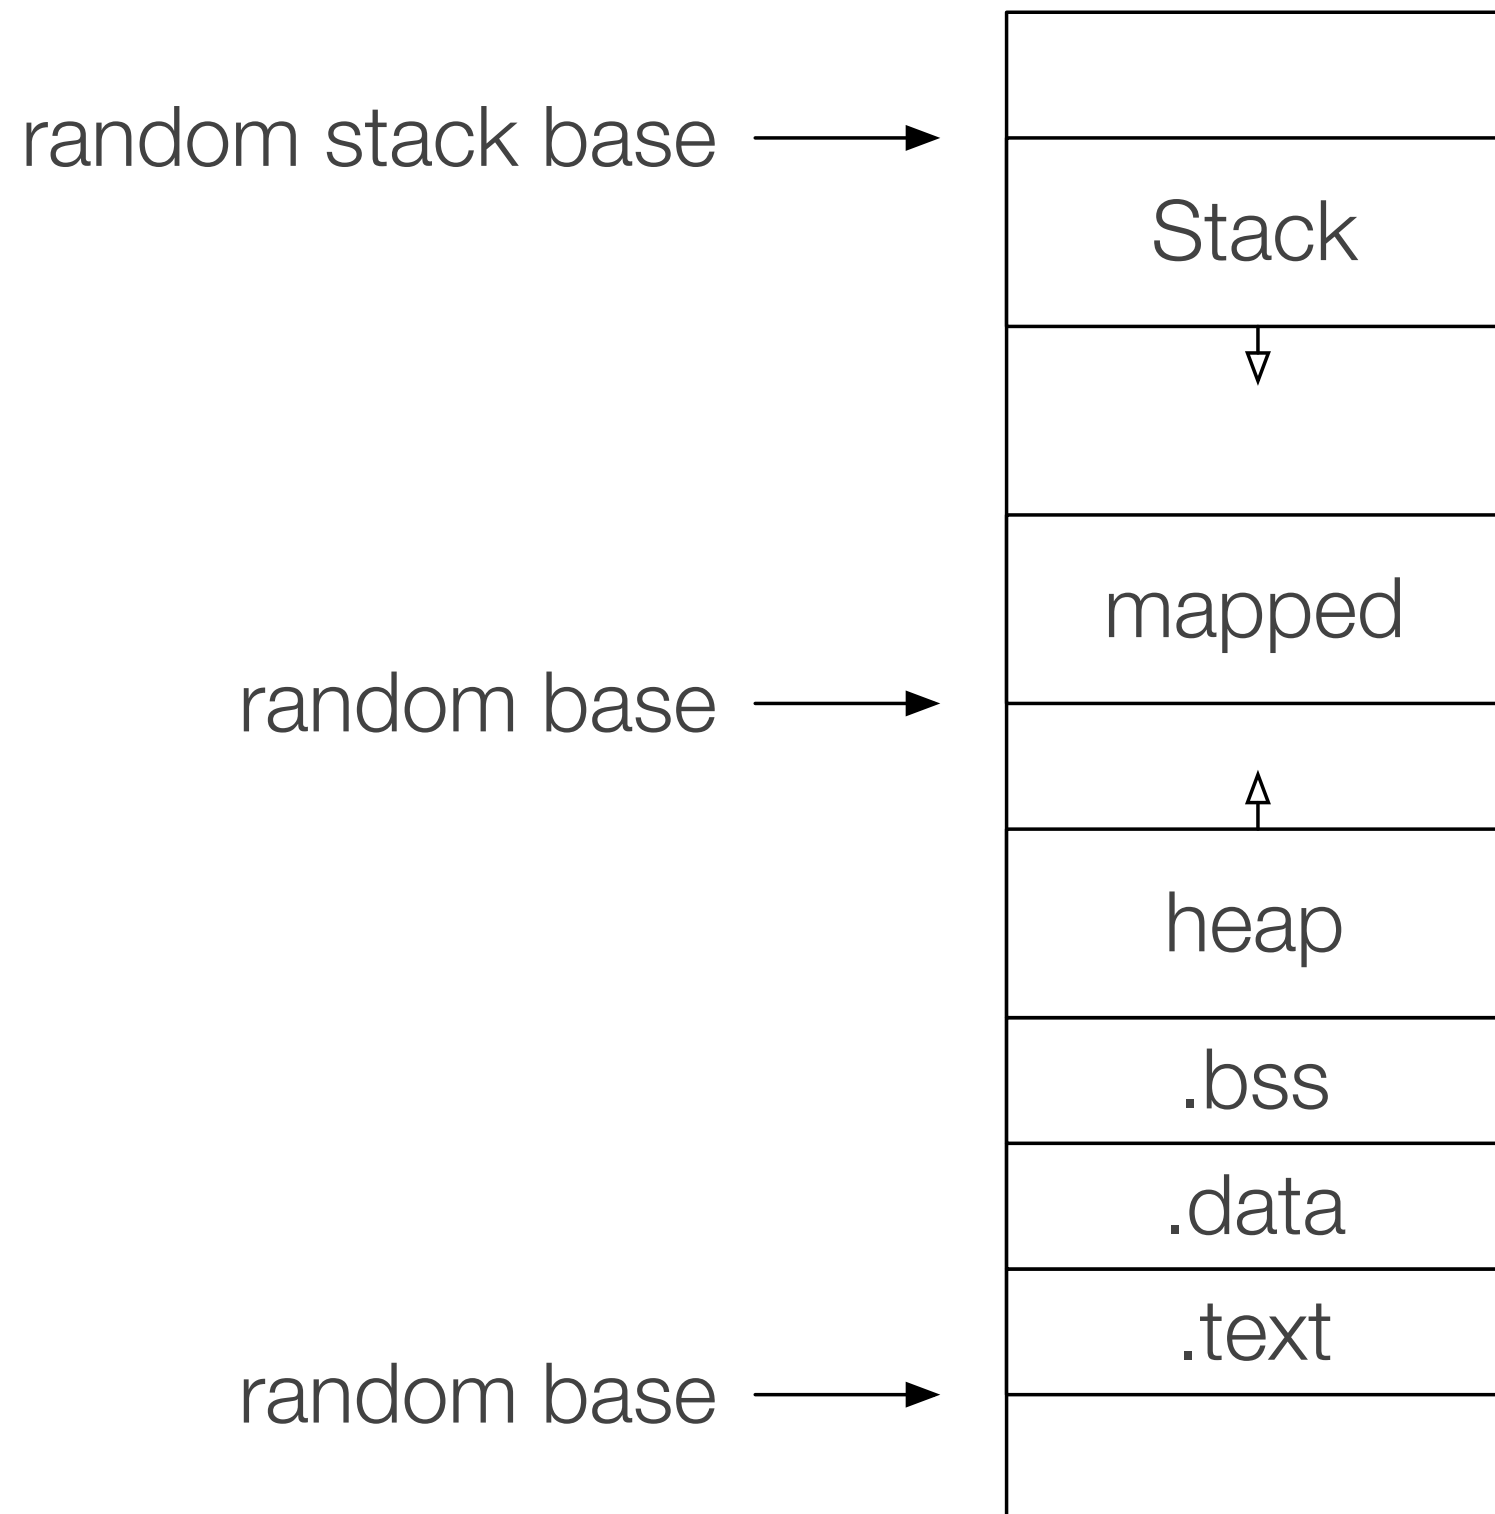 random stack base
Stack
mapped
random base
heap
.bss
.data
.text
random base